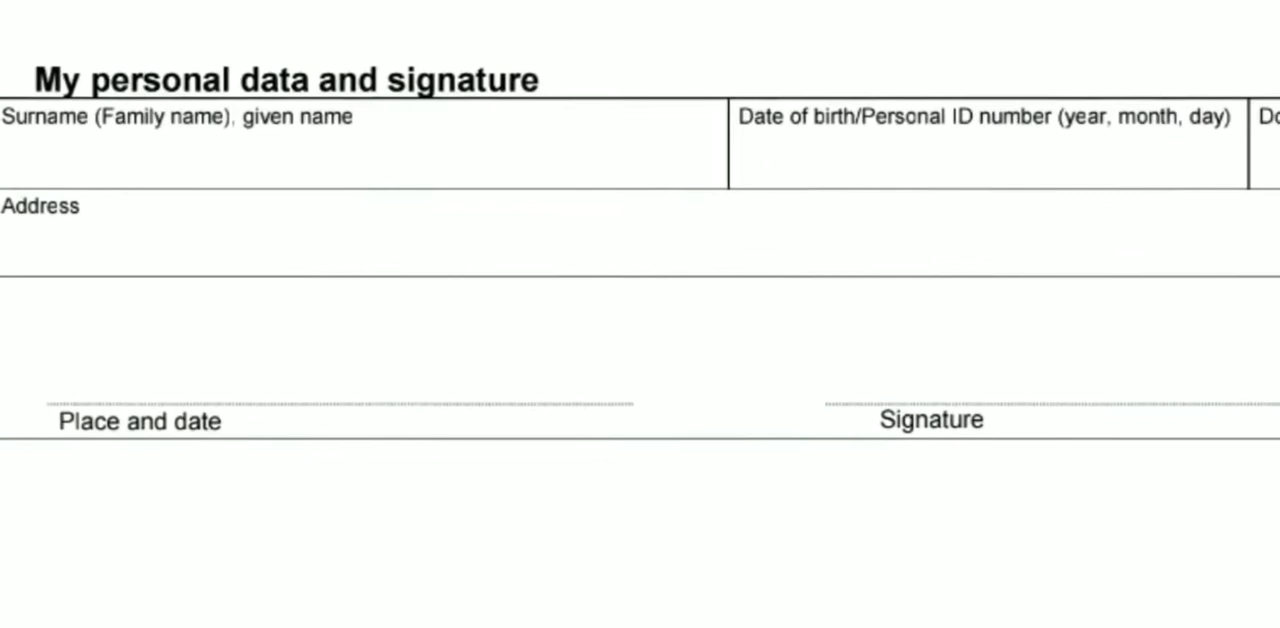 My personal data and signature
Surname (Family name), given name Date of birth/Personal ID number (year, month, day)
Address
Place and date Signature